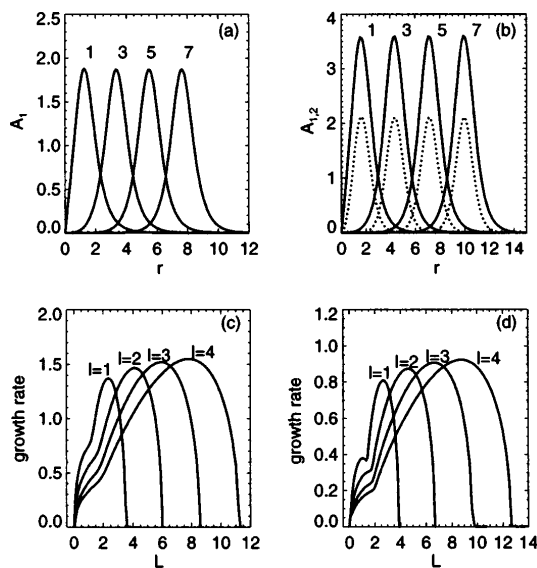 (a)
1 3 5 7
2.5
2.0
1.5
1.0
0.5
0.0
A1
0 2 4 6 8 10 12
r
(b)
1 3 5 7
4
3
2
1
0
A1,2
0 2 4 6 8 10 12 14
r
(c)
l=1 l=2 l=3 l=4
2.0
1.5
1.0
0.5
0.0
growth rate
0 2 4 6 8 10 12
L
(d)
l=1 l=2 l=3 l=4
1.2
1.0
0.8
0.6
0.4
0.2
0.0
growth rate
0 2 4 6 8 10 12 14
L